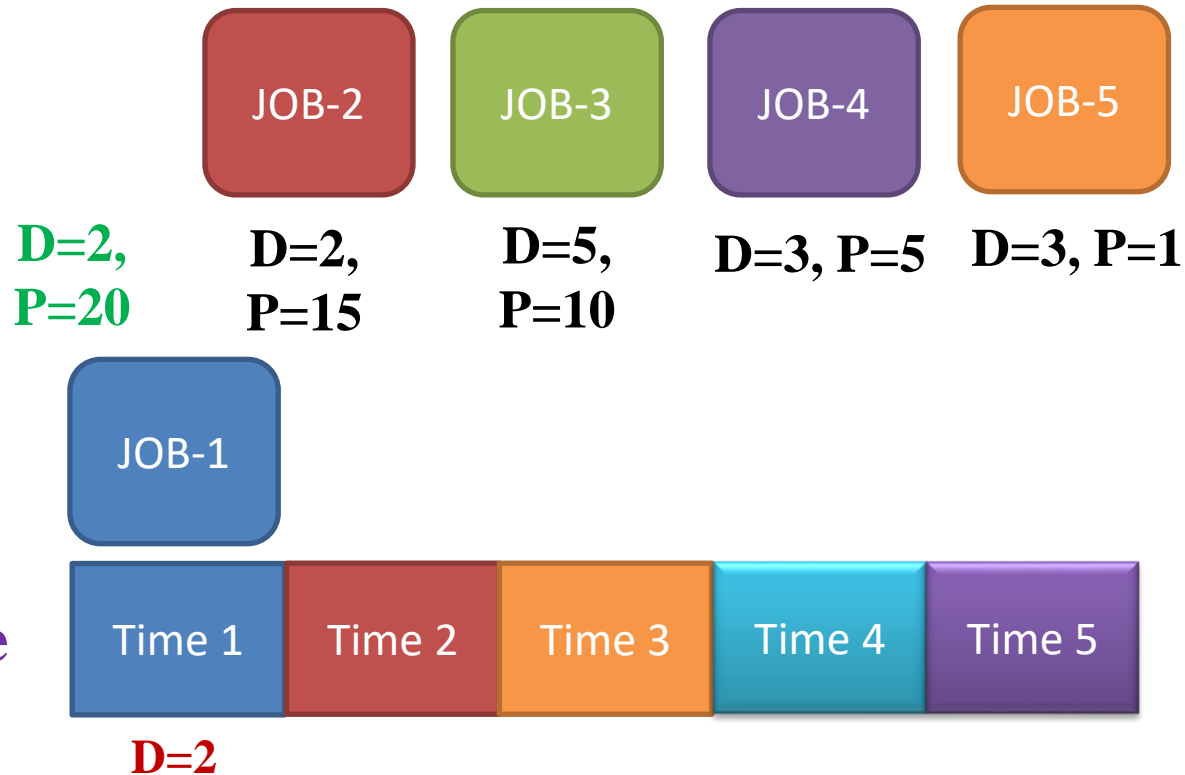 JOB-2 JOB-3 JOB-4 JOB-5
D=2, D=2, D=5, D=3, P=5 D=3, P=1
P=20 P=15 P=10
JOB-1
e Time 1 Time 2 Time 3 Time 4 Time 5
D=2